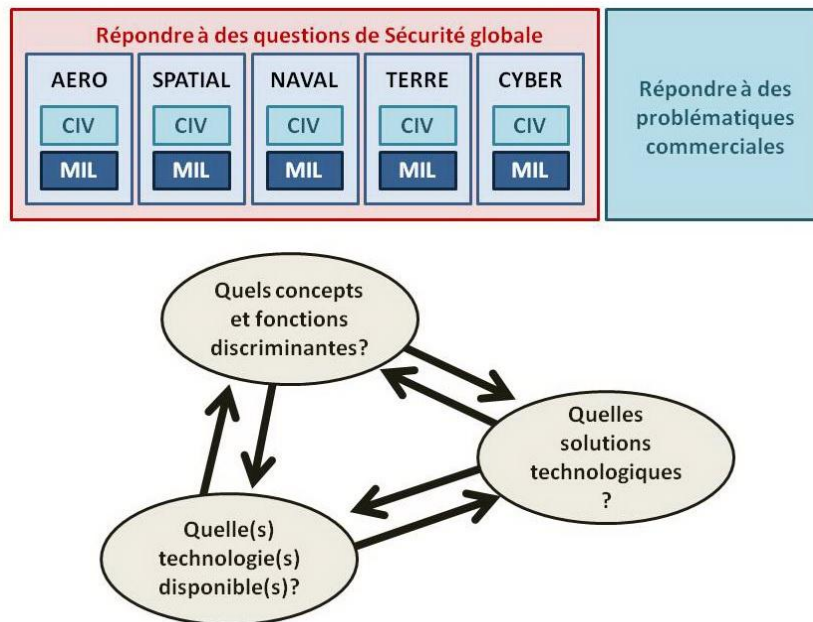 Répondre à des questions de Sécurité globale
AERO
SPATIAL
NAVAL
TERRE
CYBER
CIV
CIV
CIV
CIV
CIV
MIL
MIL
MIL
MIL
MIL
Répondre à des
problématiques
commerciales
Quels concepts
et fonctions
discriminantes?
Quelles
solutions
technologiques
?
Quelle(s)
technologie(s)
disponible(s)?